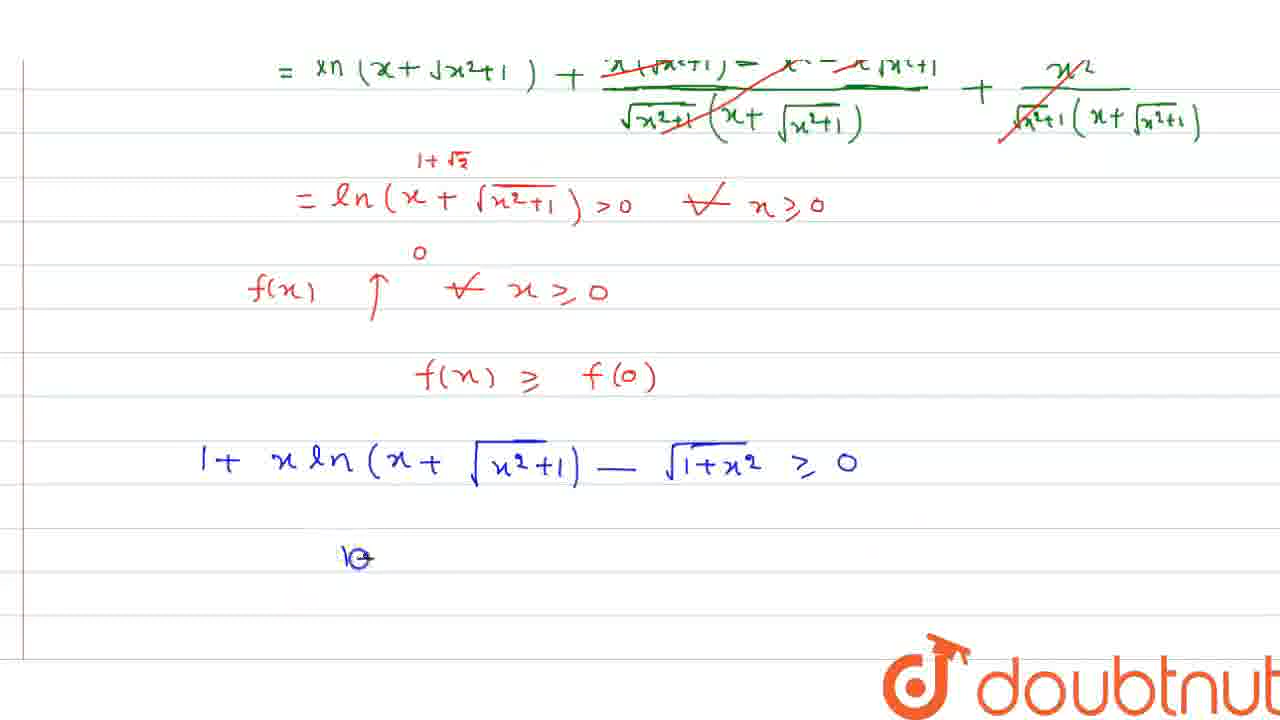 = ln(x + √x²+1) + x(√x²+1) - x² - x√x²+1 / √x²+1 (x + √x²+1) + x² / √x²+1 (x + √x²+1)
1 + √2
= ln(x + √x²+1) > 0 ∀ x ≥ 0
0
f(x) ↑ ∀ x ≥ 0
f(x) ≥ f(0)
1 + x ln(x + √x²+1) - √1+x² ≥ 0
doubtnut